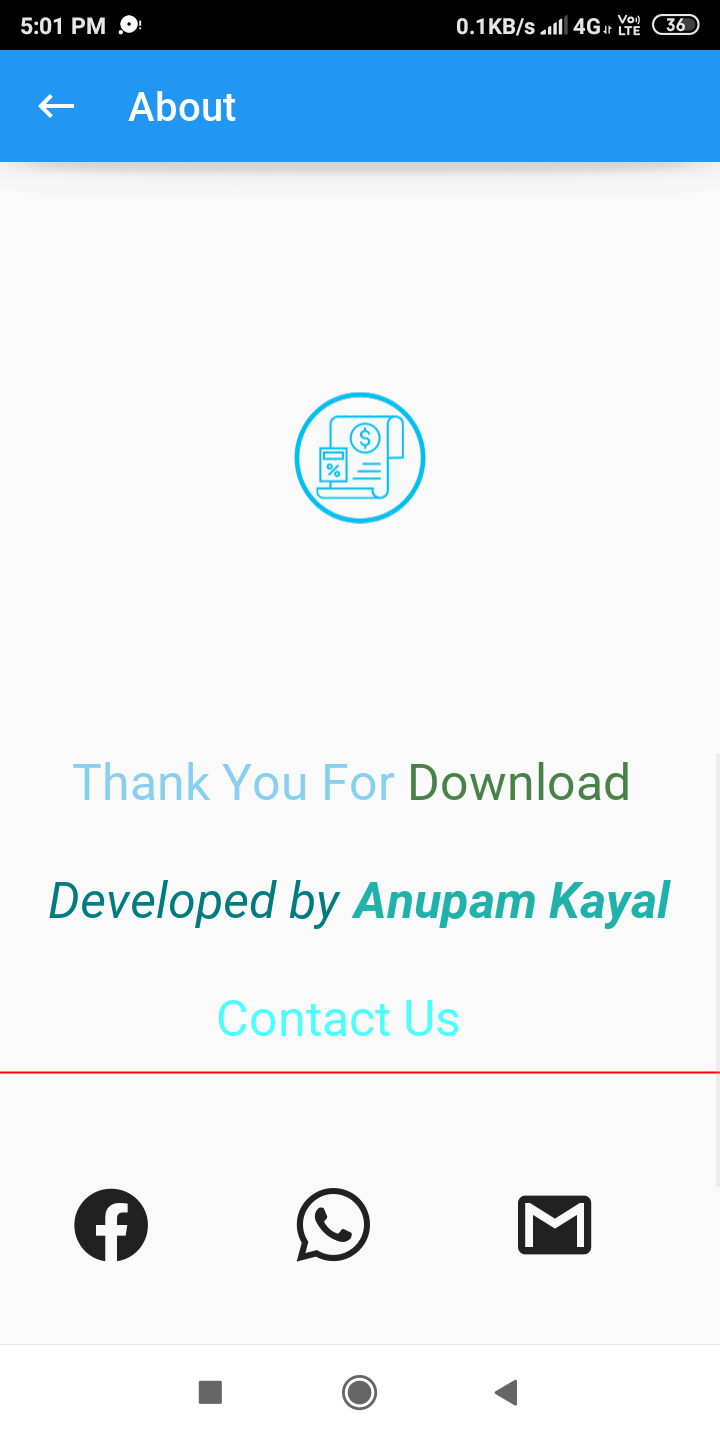 5:01 PM 0.1KB/s 4G Vo) LTE 36
About
$
%
Thank You For Download
Developed by Anupam Kayal
Contact Us